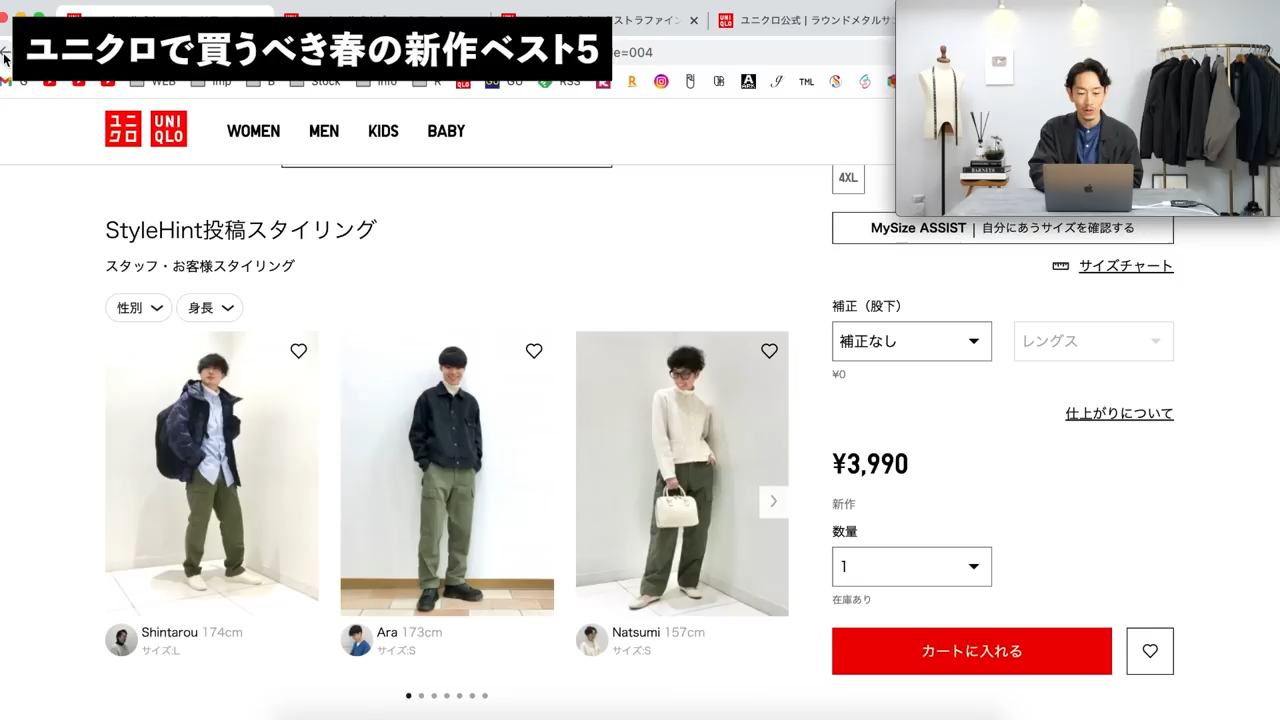 ユニクロで買うべき春の新作ベスト5
ストラファイン
ユニクロ公式 | ラウンドメタルサン
e=004
G
WEB
Imp
B
Stock
Info
R
GU
RSS
TML
ユニクロ
UNI
QLO
WOMEN
MEN
KIDS
BABY
4XL
MySize ASSIST | 自分にあうサイズを確認する
サイズチャート
StyleHint投稿スタイリング
スタッフ・お客様スタイリング
性別
身長
補正（股下）
補正なし
レングス
¥0
仕上がりについて
¥3,990
新作
数量
1
在庫あり
カートに入れる
Shintarou 174cm
サイズ:L
Ara 173cm
サイズ:S
Natsumi 157cm
サイズ:S